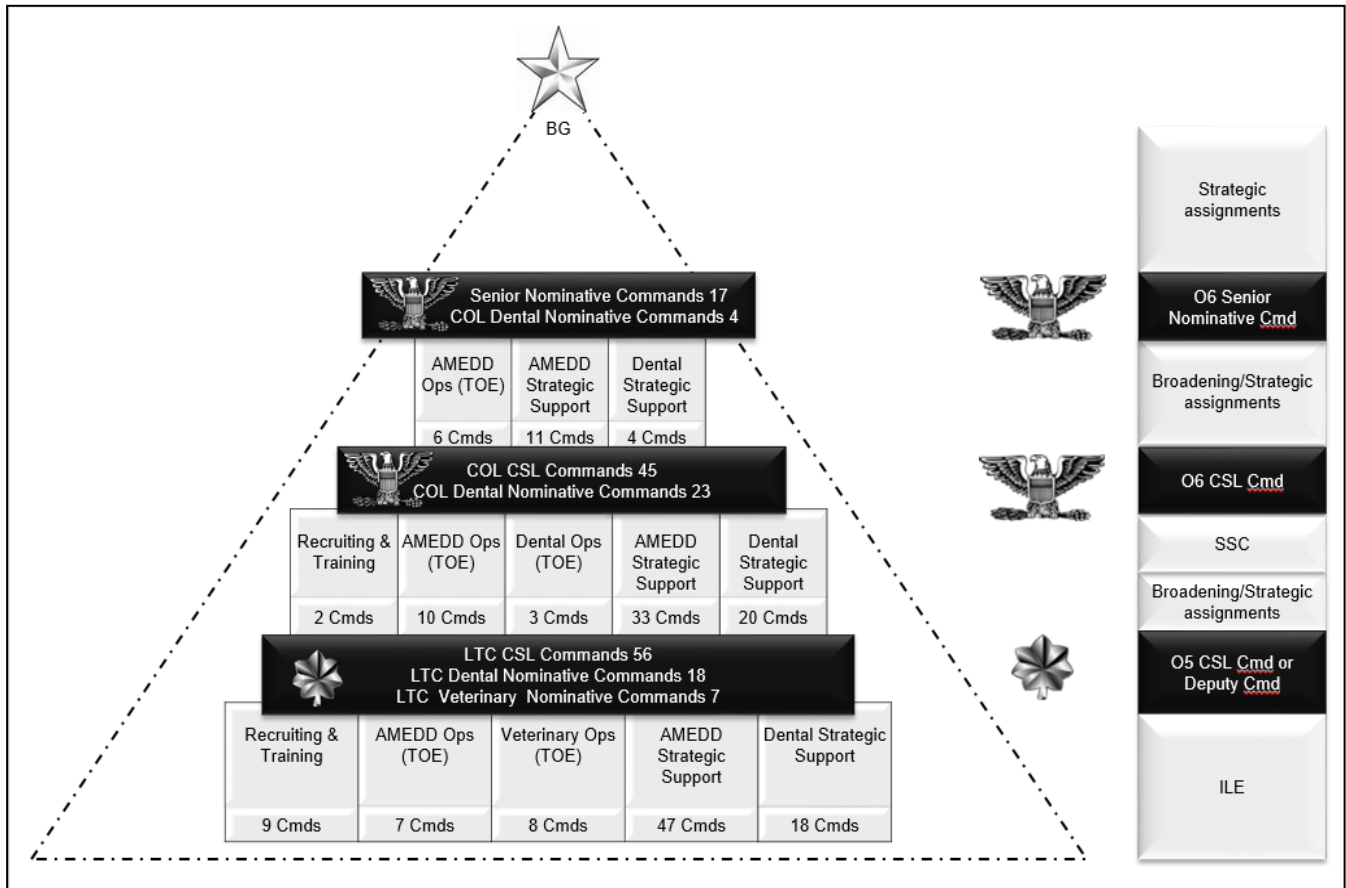 BG
Senior Nominative Commands 17
COL Dental Nominative Commands 4
AMEDD
Ops (TOE)
AMEDD
Strategic
Support
Dental
Strategic
Support
6 Cmds
11 Cmds
4 Cmds
COL CSL Commands 45
COL Dental Nominative Commands 23
Recruiting &
Training
AMEDD Ops
(TOE)
Dental Ops
(TOE)
AMEDD
Strategic
Support
Dental
Strategic
Support
2 Cmds
10 Cmds
3 Cmds
33 Cmds
20 Cmds
LTC CSL Commands 56
LTC Dental Nominative Commands 18
LTC Veterinary Nominative Commands 7
Recruiting &
Training
AMEDD Ops
(TOE)
Veterinary Ops
(TOE)
AMEDD
Strategic
Support
Dental Strategic
Support
9 Cmds
7 Cmds
8 Cmds
47 Cmds
18 Cmds
Strategic
assignments
O6 Senior
Nominative Cmd
Broadening/Strategic
assignments
O6 CSL Cmd
SSC
Broadening/Strategic
assignments
O5 CSL Cmd or
Deputy Cmd
ILE